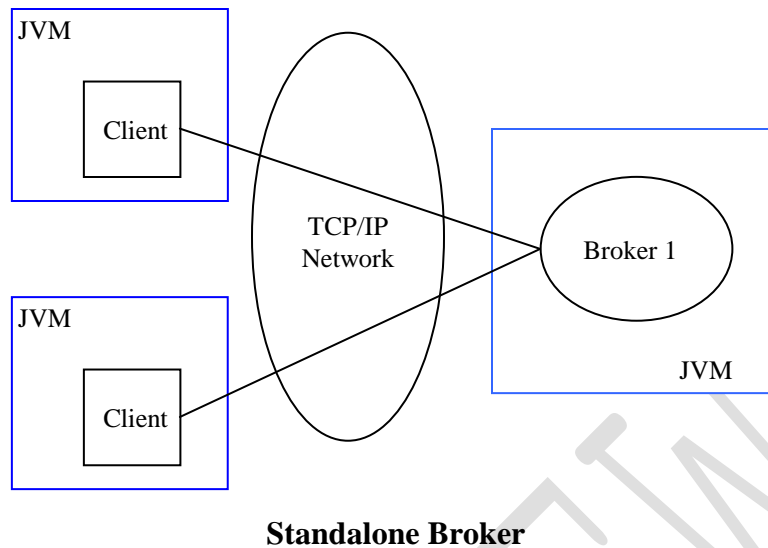 JVM
Client
TCP/IP
Network
Broker 1
JVM
JVM
Client
Standalone Broker